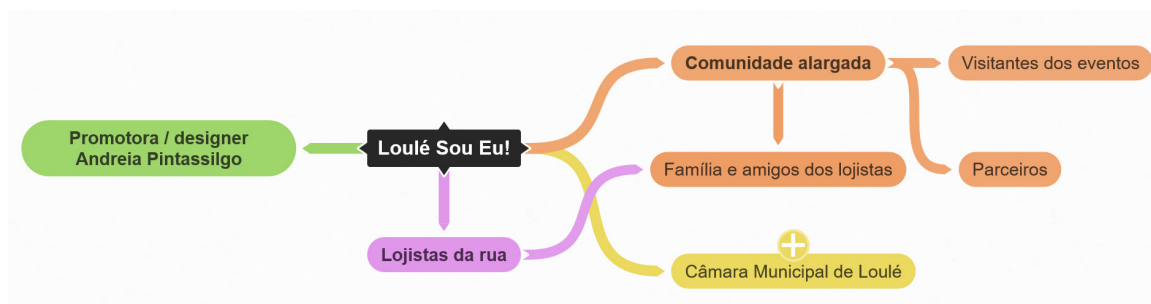 Comunidade alargada
Visitantes dos eventos
Promotora / designer
Andreia Pintassilgo
Loulé Sou Eu!
Família e amigos dos lojistas
Parceiros
Lojistas da rua
Câmara Municipal de Loulé